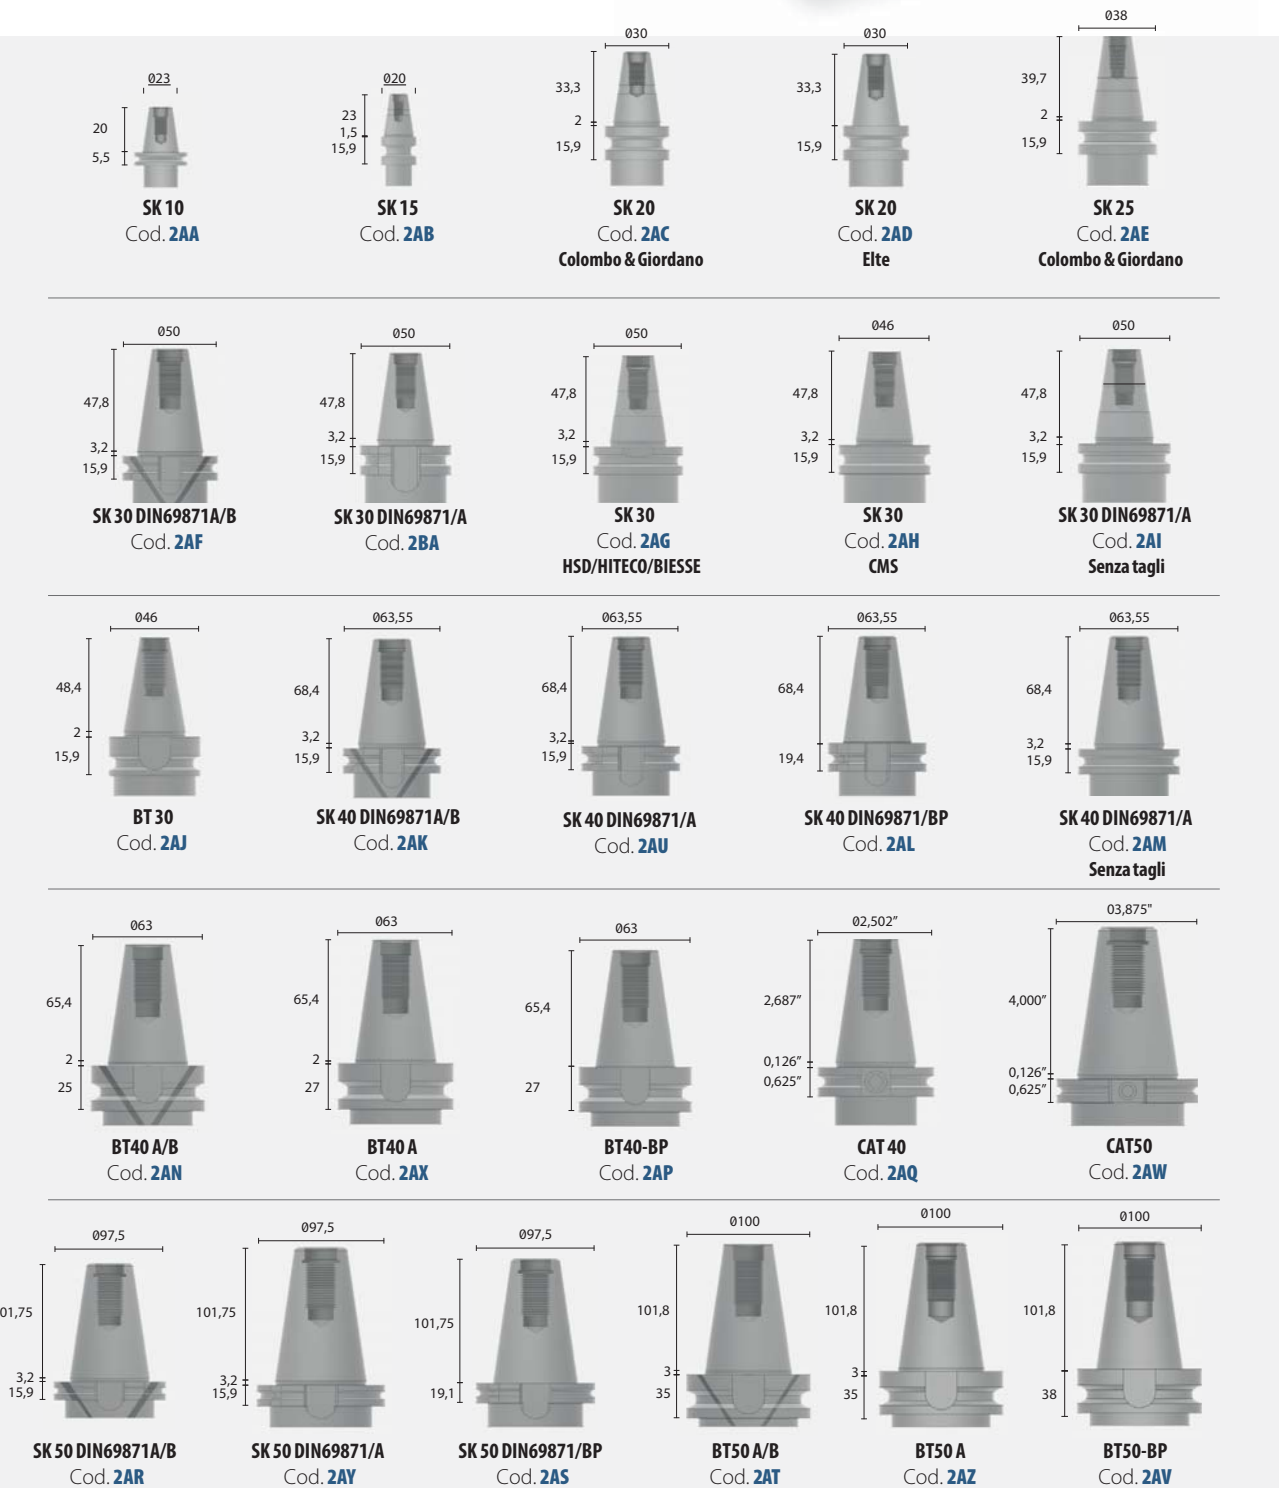 Ø23
20
5,5
SK 10
Cod. 2AA
Ø20
23
1,5
15,9
SK 15
Cod. 2AB
Ø30
33,3
2
15,9
SK 20
Cod. 2AC
Colombo & Giordano
Ø30
33,3
15,9
SK 20
Cod. 2AD
Elte
Ø38
39,7
2
15,9
SK 25
Cod. 2AE
Colombo & Giordano
Ø50
47,8
3,2
15,9
SK 30 DIN69871A/B
Cod. 2AF
Ø50
47,8
3,2
15,9
SK 30 DIN69871/A
Cod. 2BA
Ø50
47,8
3,2
15,9
SK 30
Cod. 2AG
HSD/HITECO/BIESSE
Ø46
47,8
3,2
15,9
SK 30
Cod. 2AH
CMS
Ø50
47,8
3,2
15,9
SK 30 DIN69871/A
Cod. 2AI
Senza tagli
Ø46
48,4
2
15,9
BT 30
Cod. 2AJ
Ø63,55
68,4
3,2
15,9
SK 40 DIN69871A/B
Cod. 2AK
Ø63,55
68,4
3,2
15,9
SK 40 DIN69871/A
Cod. 2AU
Ø63,55
68,4
19,4
SK 40 DIN69871/BP
Cod. 2AL
Ø63,55
68,4
3,2
15,9
SK 40 DIN69871/A
Cod. 2AM
Senza tagli
Ø63
65,4
2
25
BT40 A/B
Cod. 2AN
Ø63
65,4
2
27
BT40 A
Cod. 2AX
Ø63
65,4
27
BT40-BP
Cod. 2AP
Ø2,502”
2,687”
0,126”
0,625”
CAT 40
Cod. 2AQ
Ø3,875"
4,000”
0,126”
0,625”
CAT50
Cod. 2AW
Ø97,5
01,75
3,2
15,9
SK 50 DIN69871A/B
Cod. 2AR
Ø97,5
101,75
3,2
15,9
SK 50 DIN69871/A
Cod. 2AY
Ø97,5
101,75
19,1
SK 50 DIN69871/BP
Cod. 2AS
Ø100
101,8
3
35
BT50 A/B
Cod. 2AT
Ø100
101,8
3
35
BT50 A
Cod. 2AZ
Ø100
101,8
38
BT50-BP
Cod. 2AV